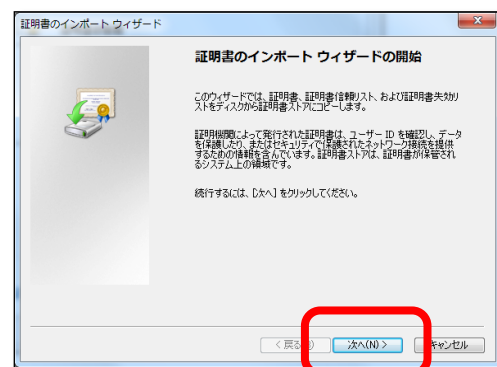 証明書のインポート ウィザード
証明書のインポート ウィザードの開始
このウィザードでは、証明書、証明書信頼リスト、および証明書失効リ
ストをディスクから証明書ストアにコピーします。
証明機関によって発行された証明書は、ユーザー ID を確認し、データ
を保護したり、またはセキュリティで保護されたネットワーク接続を提供
するための情報を含んでいます。証明書ストアは、証明書が保管され
るシステム上の領域です。
続行するには、[次へ] をクリックしてください。
< 戻る 次へ(N) > キャンセル